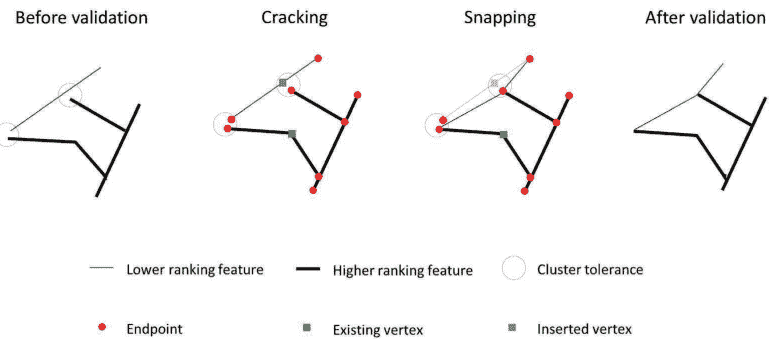 Before validation
Cracking
Snapping
After validation
Lower ranking feature
Higher ranking feature
Cluster tolerance
Endpoint
Existing vertex
Inserted vertex